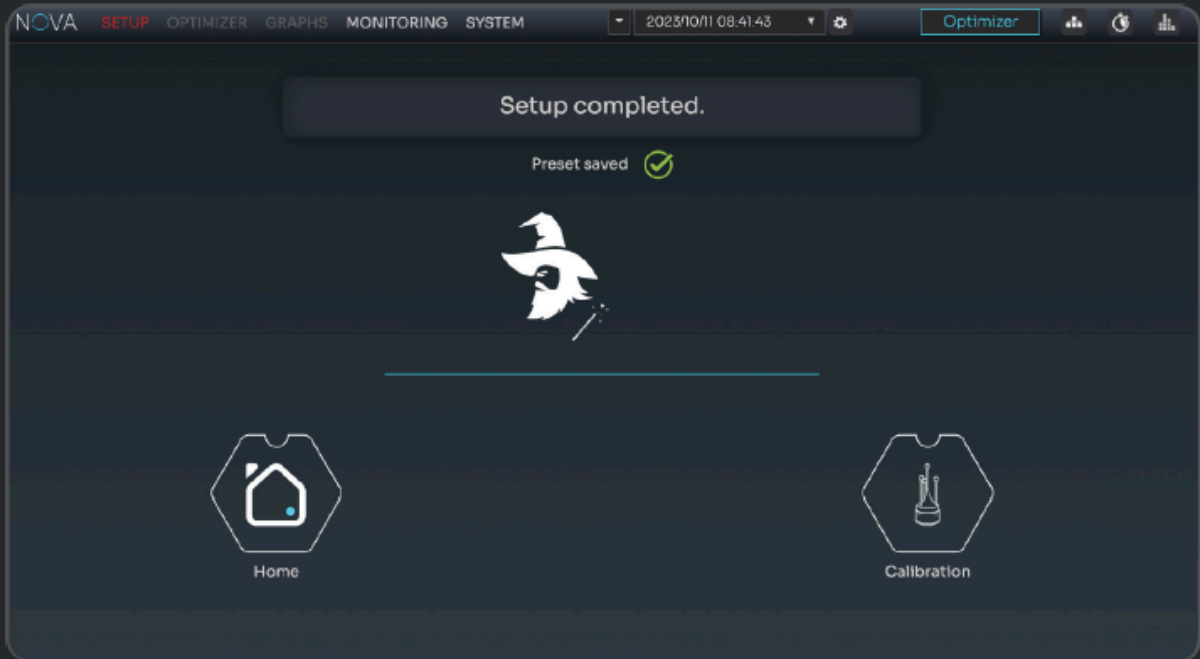 NOVA SETUP OPTIMIZER GRAPHS MONITORING SYSTEM 2023/10/11 08:41:43 Optimizer
Setup completed.
Preset saved
Home Calibration